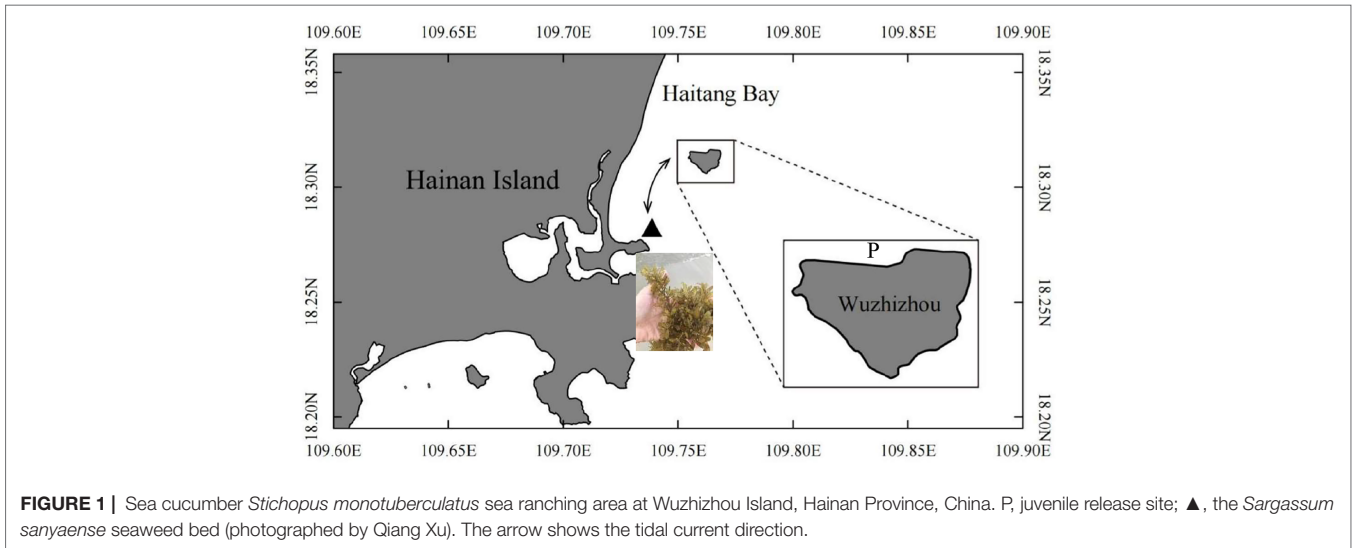 109.60E 109.65E 109.70E 109.75E 109.80E 109.85E 109.90E
18.35N 18.35N
Haitang Bay
Hainan Island
18.30N 18.30N
P
Wuzhizhou
18.25N 18.25N
18.20N 18.20N
109.60E 109.65E 109.70E 109.75E 109.80E 109.85E 109.90E
FIGURE 1 | Sea cucumber Stichopus monotuberculatus sea ranching area at Wuzhizhou Island, Hainan Province, China. P, juvenile release site; ▲, the Sargassum
sanyaense seaweed bed (photographed by Qiang Xu). The arrow shows the tidal current direction.